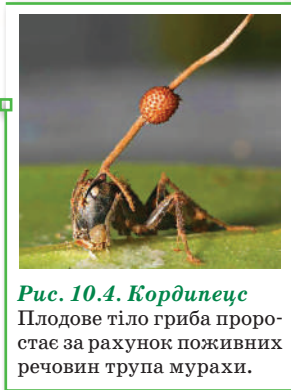 Рис. 10.4. Кордипецс
Плодове тіло гриба проро-
стає за рахунок поживних
речовин трупа мурахи.